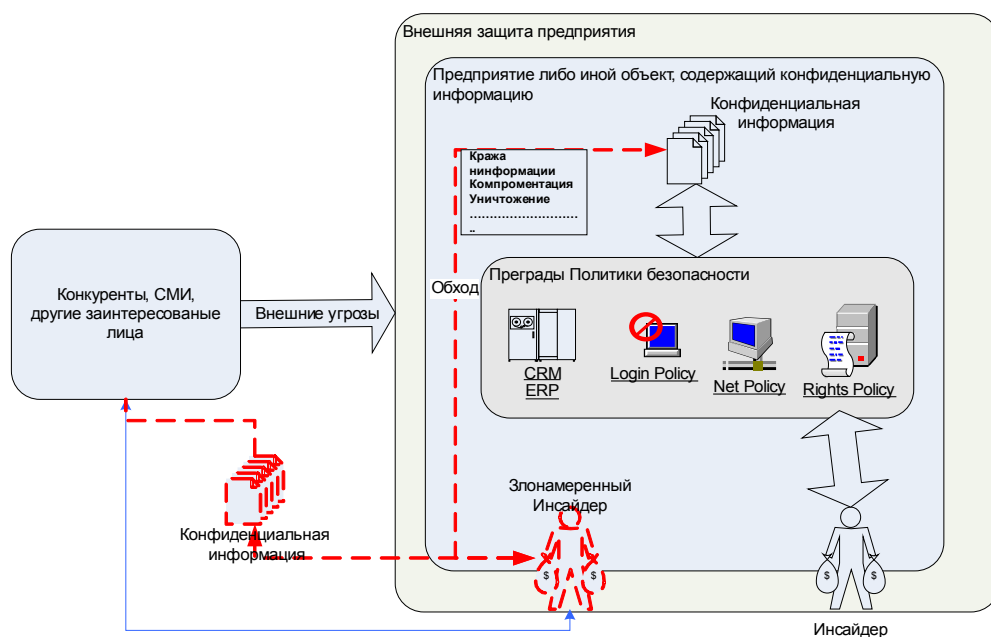 Внешняя защита предприятия
Предприятие либо иной объект, содержащий конфиденциальную
информацию
Конфиденциальная
информация
Кража
нинформации
Компроментация
Уничтожение
...........................
..
Преграды Политики безопасности
Обход
Конкуренты, СМИ,
другие заинтересованые
лица
Внешние угрозы
CRM
ERP
Login Policy
Net Policy
Rights Policy
Злонамеренный
Инсайдер
Конфиденциальная
информация
$
$
$
$
Инсайдер